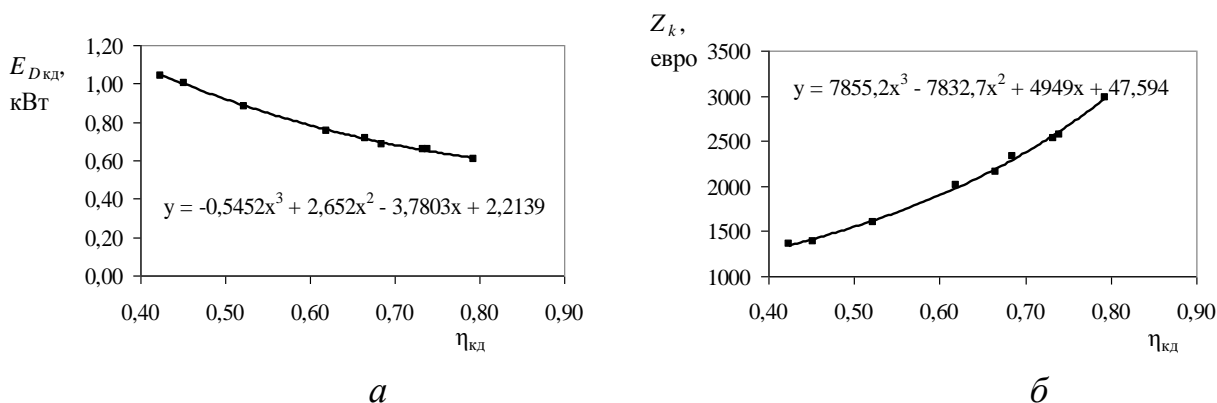 E_D кд,
кВт
1,20
1,00
0,80
0,60
0,40
0,20
0,00
y = -0,5452x³ + 2,652x² - 3,7803x + 2,2139
0,40 0,50 0,60 0,70 0,80 0,90
η_кд
а
Z_k,
евро
3500
3000
2500
2000
1500
1000
y = 7855,2x³ - 7832,7x² + 4949x + 47,594
0,40 0,50 0,60 0,70 0,80 0,90
η_кд
б